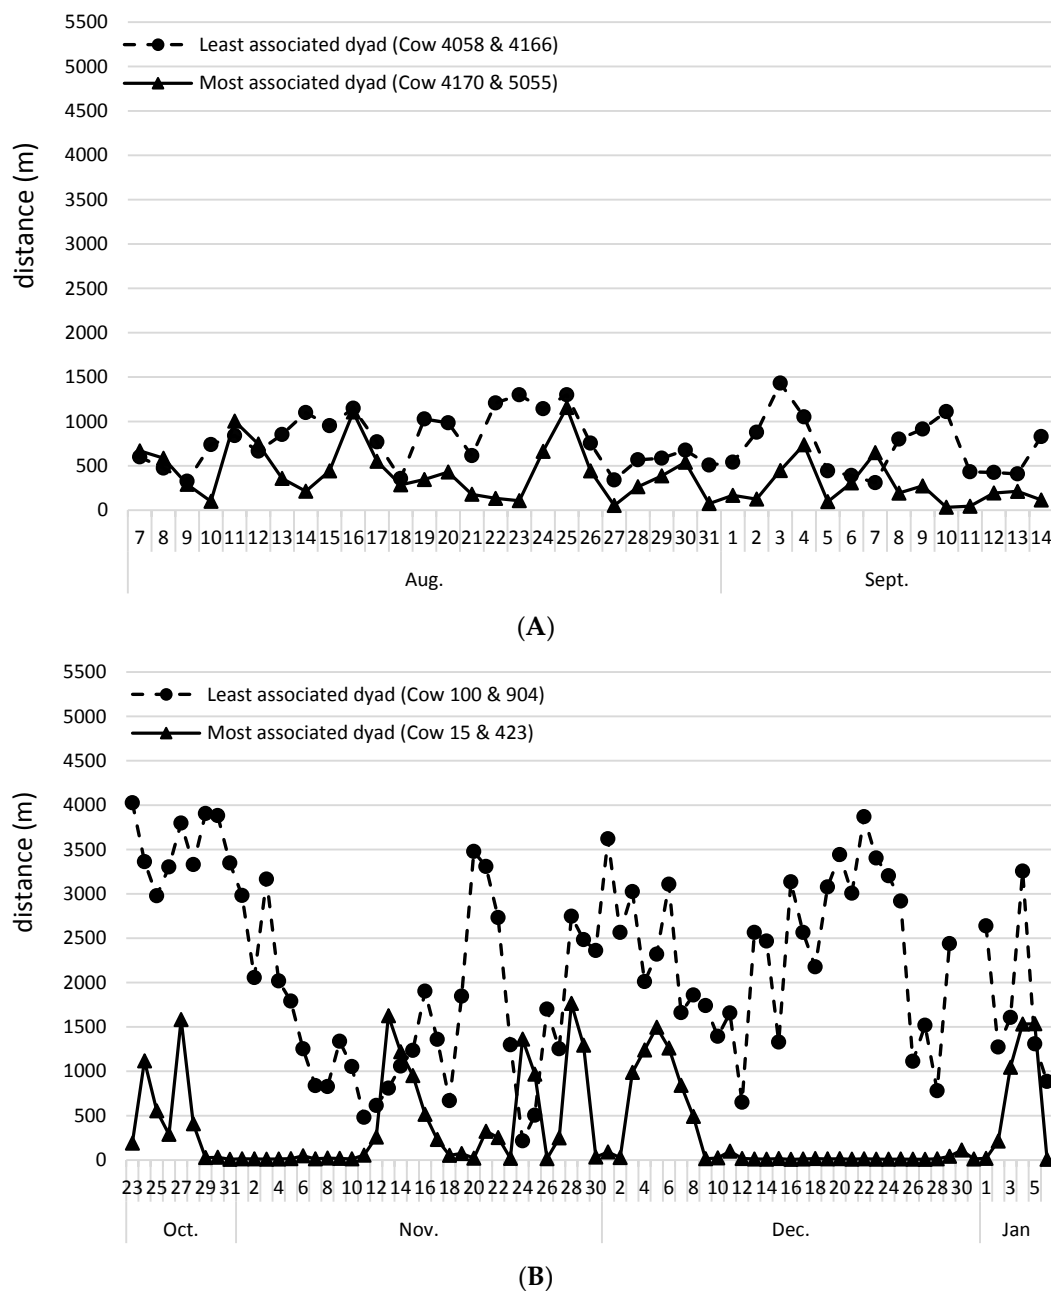 5500
5000
4500
4000
3500
3000
2500
2000
1500
1000
500
0
distance (m)
Least associated dyad (Cow 4058 & 4166)
Most associated dyad (Cow 4170 & 5055)
7 8 9 10 11 12 13 14 15 16 17 18 19 20 21 22 23 24 25 26 27 28 29 30 31 1 2 3 4 5 6 7 8 9 10 11 12 13 14
Aug. Sept.
(A)
5500
5000
4500
4000
3500
3000
2500
2000
1500
1000
500
0
distance (m)
Least associated dyad (Cow 100 & 904)
Most associated dyad (Cow 15 & 423)
23 25 27 29 31 2 4 6 8 10 12 14 16 18 20 22 24 26 28 30 2 4 6 8 10 12 14 16 18 20 22 24 26 28 30 1 3 5
Oct. Nov. Dec. Jan
(B)